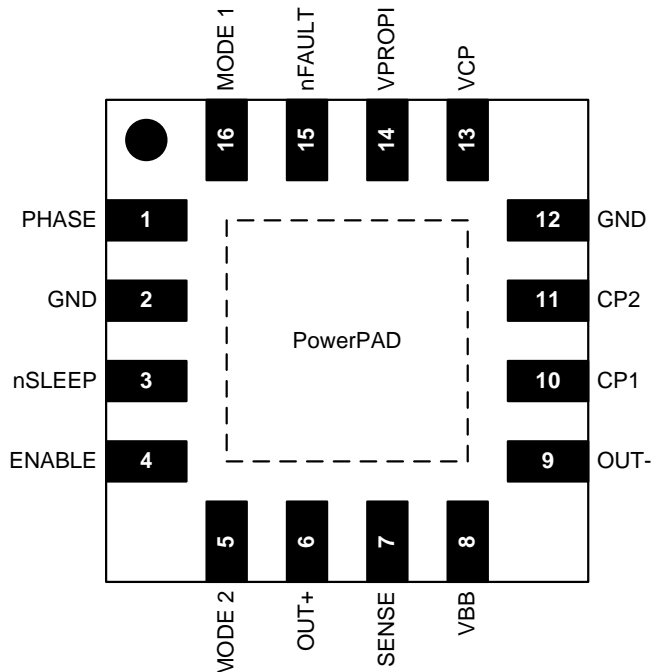 MODE 1
nFAULT
VPROPI
VCP
16
15
14
13
PHASE 1
12 GND
GND 2
11 CP2
PowerPAD
nSLEEP 3
10 CP1
ENABLE 4
9 OUT-
5
6
7
8
MODE 2
OUT+
SENSE
VBB